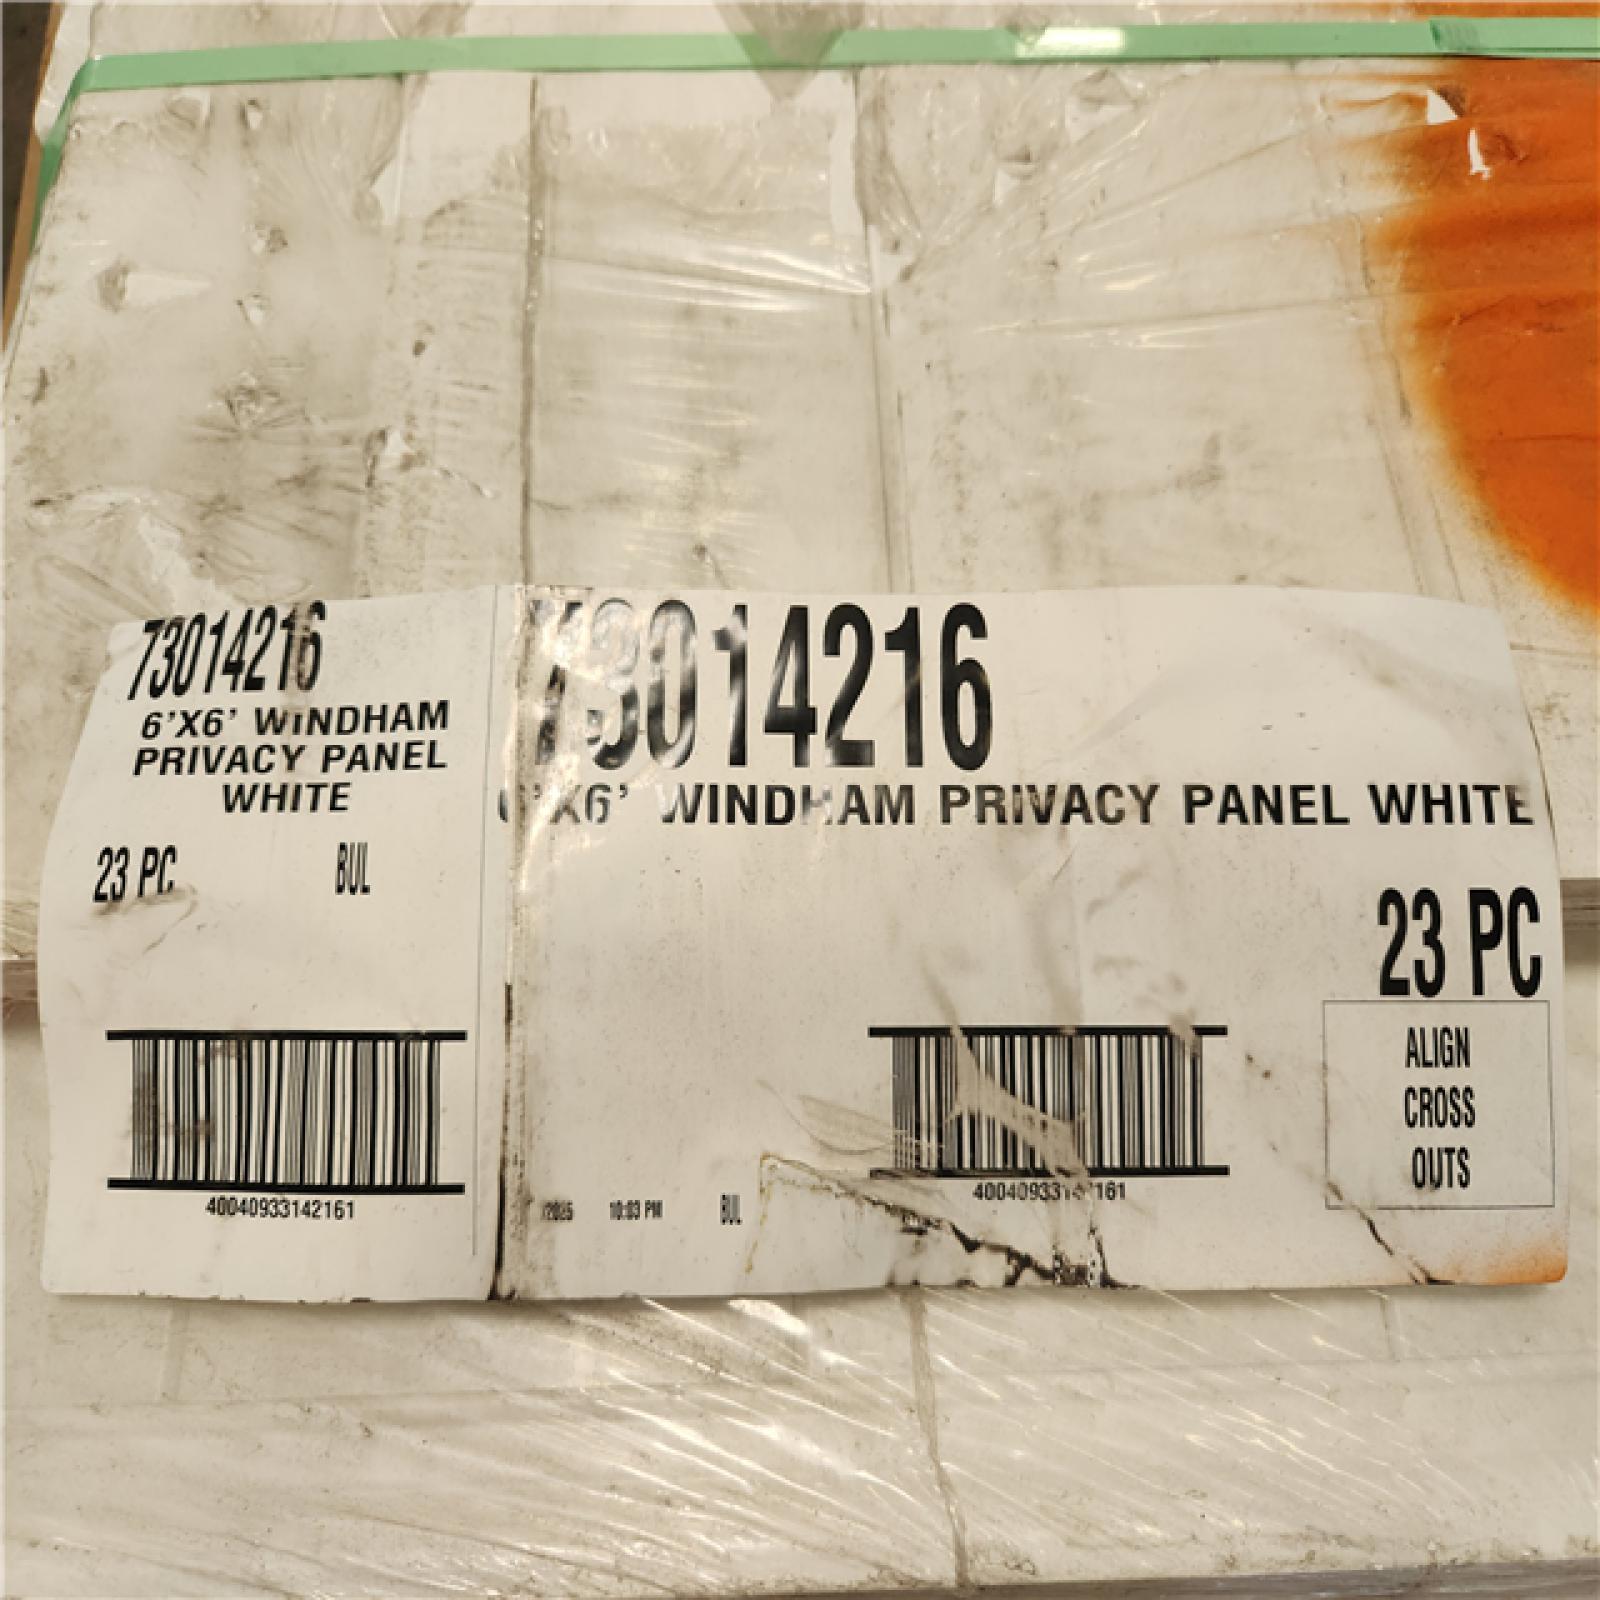 73014216
6'X6' WINDHAM
PRIVACY PANEL
WHITE
23 PC BUL
40040933142161
73014216
6'X6' WINDHAM PRIVACY PANEL WHITE
23 PC
ALIGN
CROSS
OUTS
10:03 PM BUL